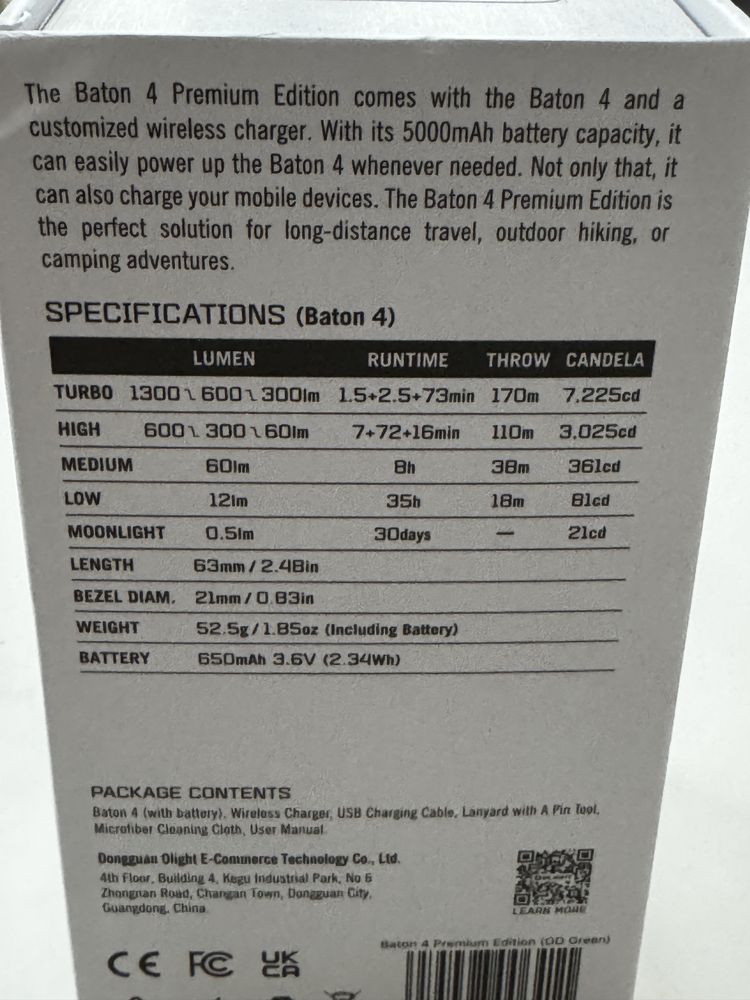 The Baton 4 Premium Edition comes with the Baton 4 and a
customized wireless charger. With its 5000mAh battery capacity, it
can easily power up the Baton 4 whenever needed. Not only that, it
can also charge your mobile devices. The Baton 4 Premium Edition is
the perfect solution for long-distance travel, outdoor hiking, or
camping adventures.
SPECIFICATIONS (Baton 4)
LUMEN RUNTIME THROW CANDELA
TURBO 1300 ﹅ 600 ﹅ 300lm 1.5+2.5+73min 170m 7,225cd
HIGH 600 ﹅ 300 ﹅ 60lm 7+72+16min 110m 3,025cd
MEDIUM 60lm 8h 38m 361cd
LOW 12lm 35h 18m 81cd
MOONLIGHT 0.5lm 30days — 21cd
LENGTH 63mm / 2.48in
BEZEL DIAM. 21mm / 0.83in
WEIGHT 52.5g / 1.85oz (Including Battery)
BATTERY 650mAh 3.6V (2.34Wh)
PACKAGE CONTENTS
Baton 4 (with battery), Wireless Charger, USB Charging Cable, Lanyard with A Pin Tool,
Microfiber Cleaning Cloth, User Manual
Dongguan Olight E-Commerce Technology Co., Ltd.
4th Floor, Building 4, Kegu Industrial Park, No 6
Zhongnan Road, Changan Town, Dongguan City,
Guangdong, China.
LEARN MORE
Baton 4 Premium Edition (OD Green)
CE FC UK
CA